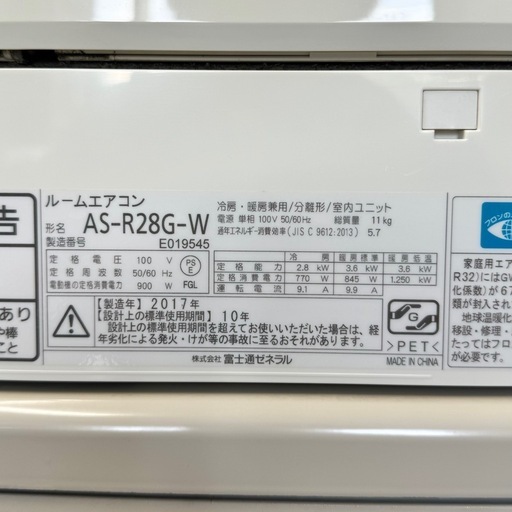 告
あり
や棒
こと
ルームエアコン
形名 AS-R28G-W
製造番号 E019545
冷房・暖房兼用/分離形/室内ユニット
電源 単相 100V 50/60Hz 総質量 11kg
通年エネルギー消費効率(JIS C 9612:2013) 5.7
定格電圧 100 V
定格周波数 50/60 Hz
電動機の定格消費電力 900 W
PS
E
FGL
冷房 暖房標準 暖房低温
定格能力 2.8 kW 3.6 kW 3.6 kW
定格消費電力 770 W 845 W 1,250 kW
運転電流 9.1 A 9.9 A
【製造年】2017年
【設計上の標準使用期間】10年
設計上の標準使用期間を超えてお使いいただいた場合は、経
年劣化による発火・けが等の事故に至るおそれがあります。
G
>PET<
株式会社 富士通ゼネラル
MADE IN CHINA
フロンの見
家庭用エア
R32)にはGW
化係数)が67
類が封入され
地球温暖化
移設・修理・
たってはフロ
が必要です。